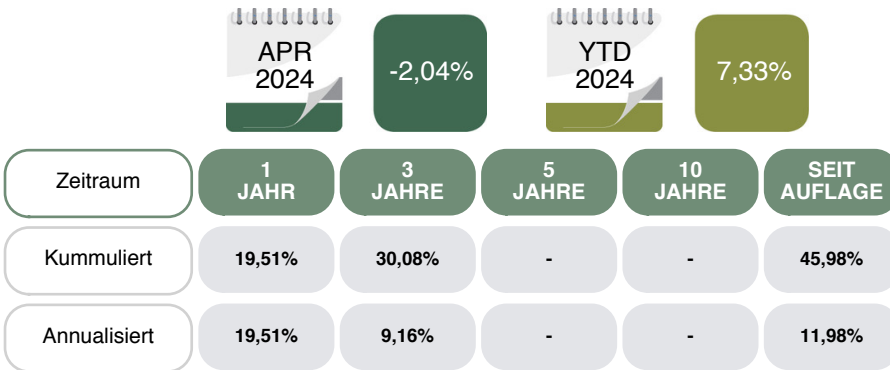 APR
2024
-2,04%
YTD
2024
7,33%
Zeitraum
1
JAHR
3
JAHRE
5
JAHRE
10
JAHRE
SEIT
AUFLAGE
Kummuliert
19,51%
30,08%
-
-
45,98%
Annualisiert
19,51%
9,16%
-
-
11,98%